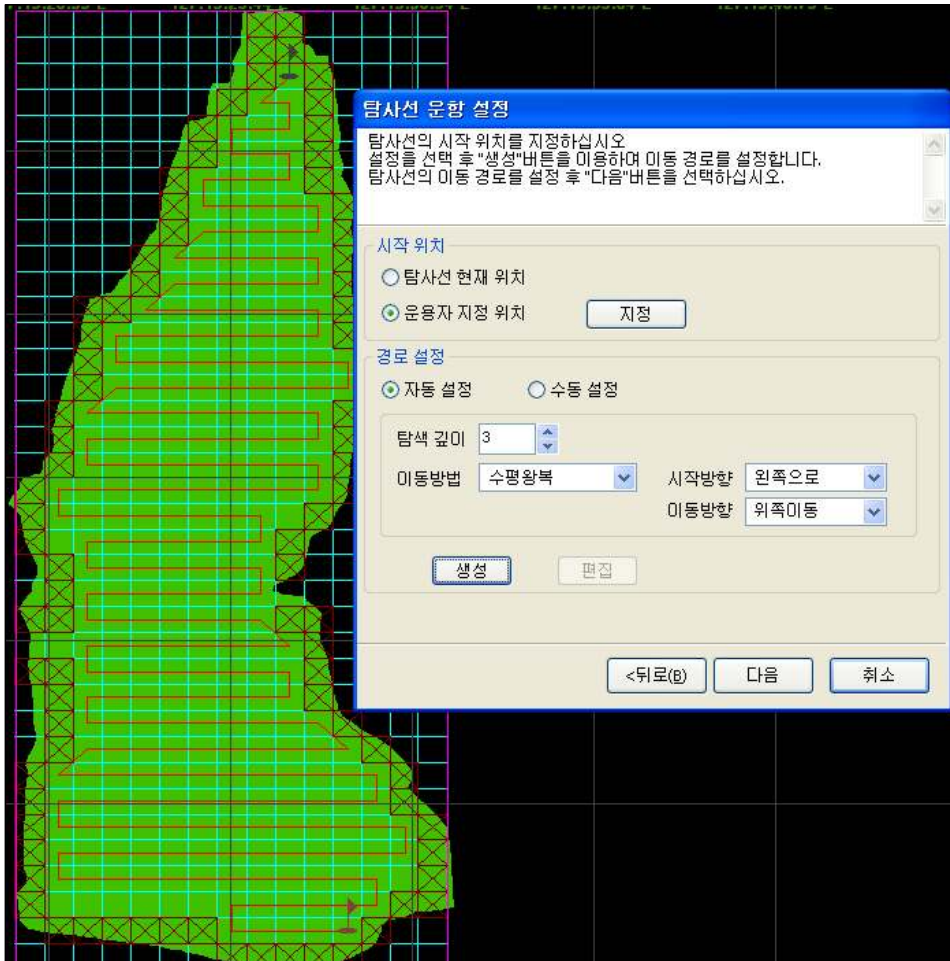 탐사선 운항 설정
탐사선의 시작 위치를 지정하십시오
설정을 선택 후 "생성"버튼을 이용하여 이동 경로를 설정합니다.
탐사선의 이동 경로를 설정 후 "다음"버튼을 선택하십시오.
시작 위치
탐사선 현재 위치
운용자 지정 위치
지정
경로 설정
자동 설정 수동 설정
탐색 깊이 3
이동방법 수평왕복 시작방향 왼쪽으로
이동방향 위쪽이동
생성 편집
<뒤로(B) 다음 취소